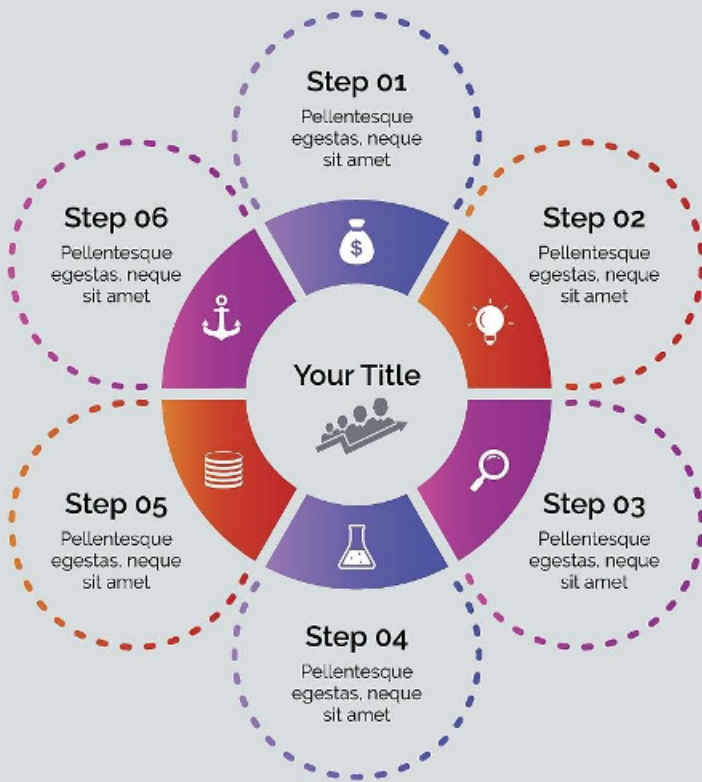 Step 01
Pellentesque
egestas, neque
sit amet
Step 02
Pellentesque
egestas, neque
sit amet
Step 03
Pellentesque
egestas, neque
sit amet
Step 04
Pellentesque
egestas, neque
sit amet
Step 05
Pellentesque
egestas, neque
sit amet
Step 06
Pellentesque
egestas, neque
sit amet
$
Your Title